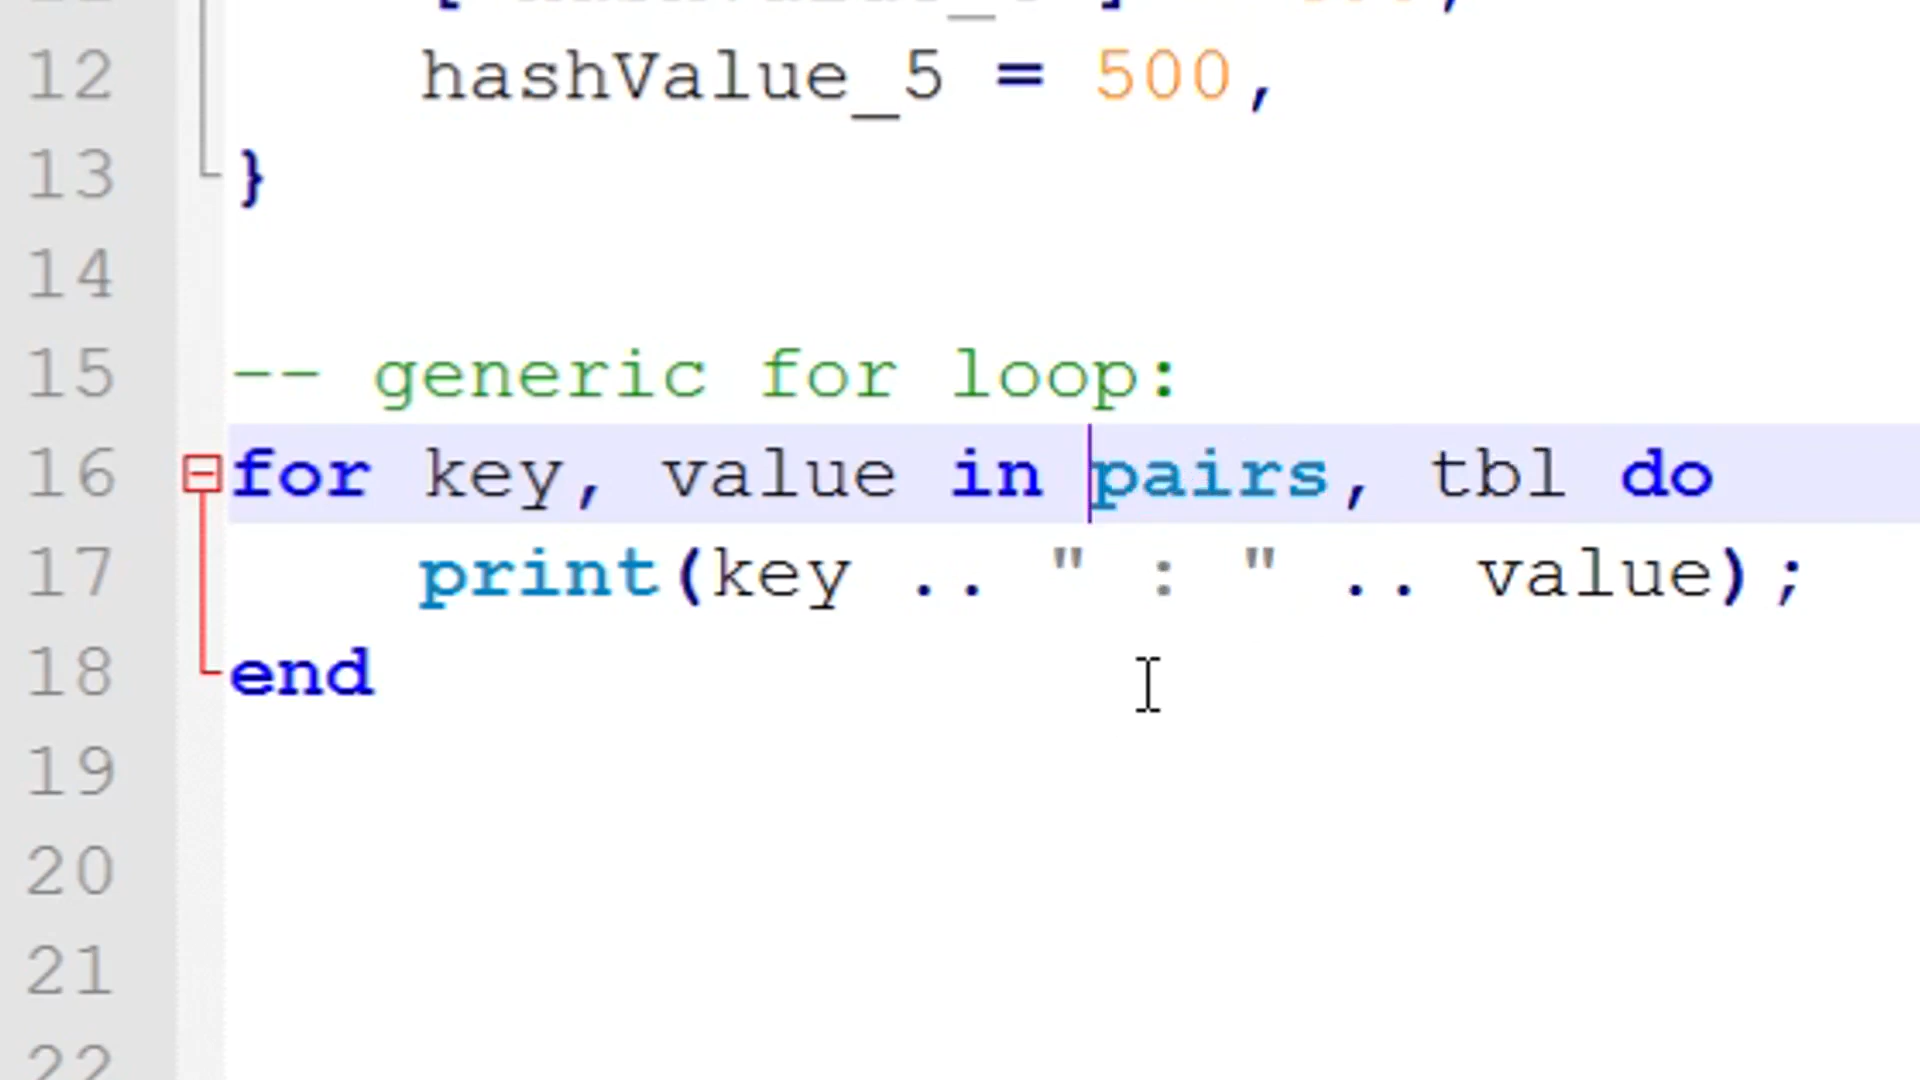 12 hashValue_5 = 500,
13 }
14
15 -- generic for loop:
16 for key, value in pairs, tbl do
17 print(key .. " : " .. value);
18 end
19
20
21
22